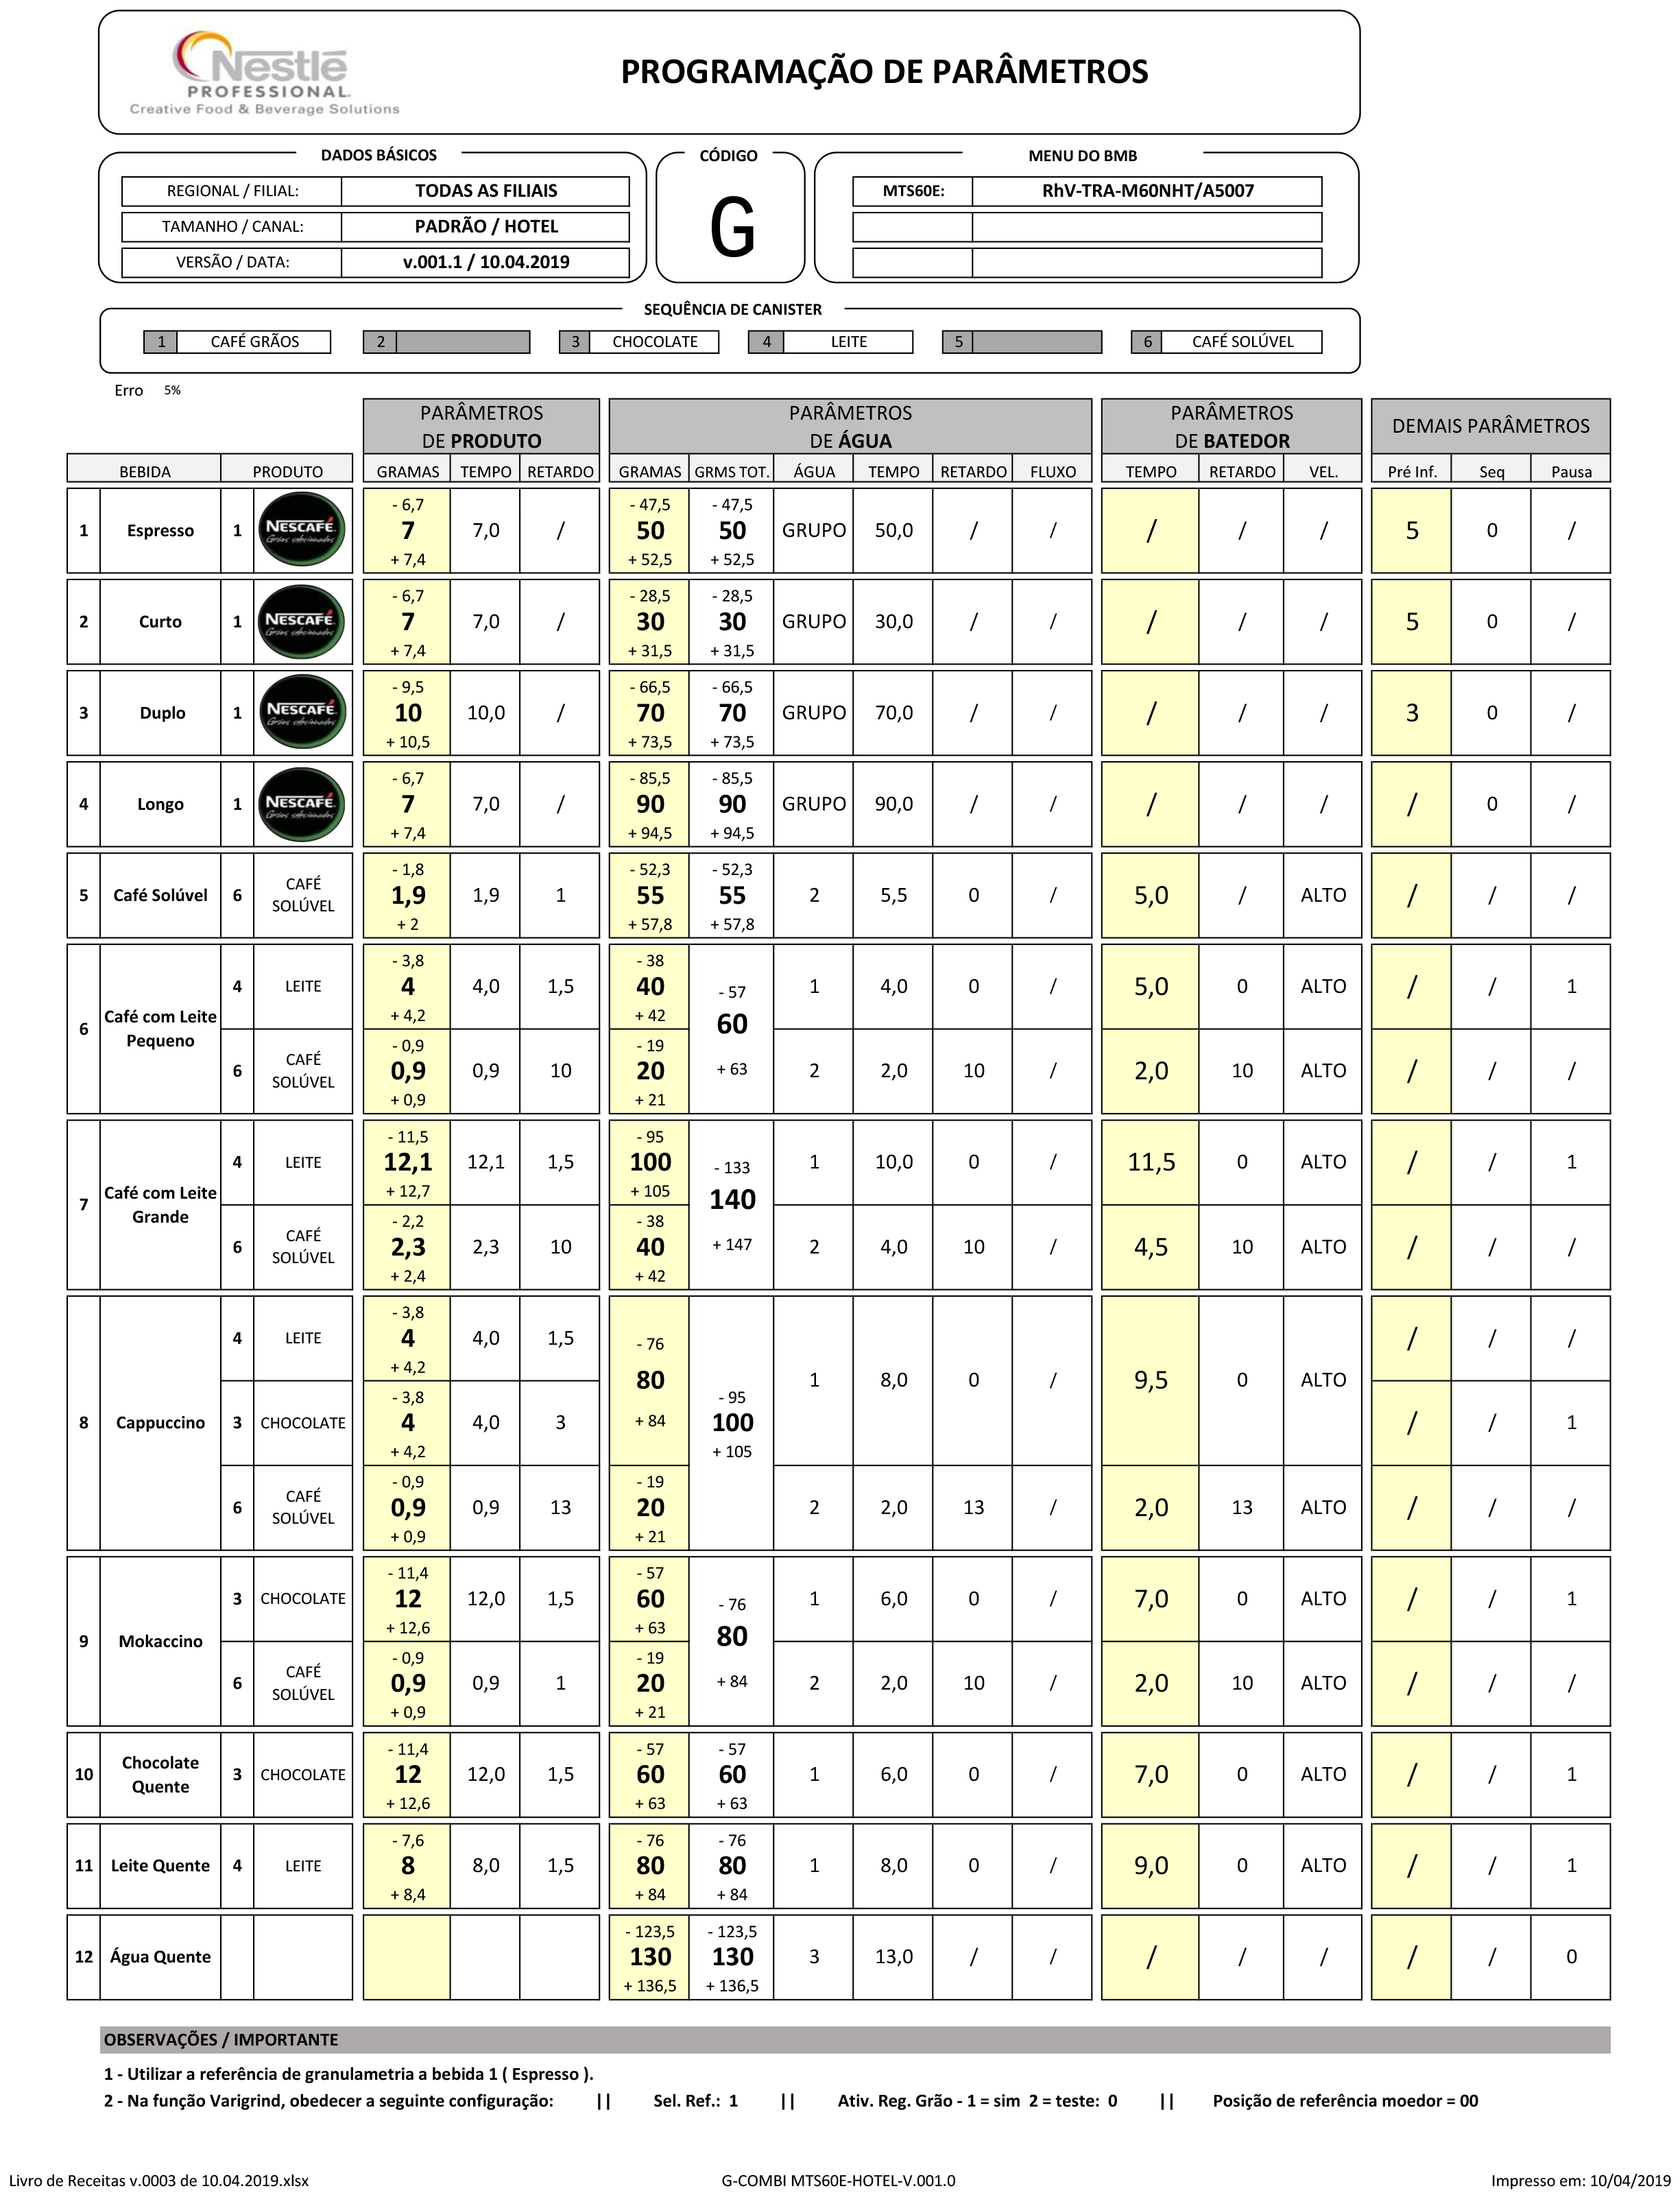 Nestlé
PROFESSIONAL.
Creative Food & Beverage Solutions
PROGRAMAÇÃO DE PARÂMETROS
DADOS BÁSICOS
REGIONAL / FILIAL: TODAS AS FILIAIS
TAMANHO / CANAL: PADRÃO / HOTEL
VERSÃO / DATA: v.001.1 / 10.04.2019
CÓDIGO
G
MENU DO BMB
MTS60E: RhV-TRA-M60NHT/A5007
SEQUÊNCIA DE CANISTER
1 CAFÉ GRÃOS 2 3 CHOCOLATE 4 LEITE 5 6 CAFÉ SOLÚVEL
Erro 5%
PARÂMETROS DE PRODUTO
PARÂMETROS DE ÁGUA
PARÂMETROS DE BATEDOR
DEMAIS PARÂMETROS
BEBIDA PRODUTO GRAMAS TEMPO RETARDO GRAMAS GRMS TOT. ÁGUA TEMPO RETARDO FLUXO TEMPO RETARDO VEL. Pré Inf. Seq Pausa
- 6,7 - 47,5 - 47,5
1 Espresso 1 NESCAFÉ Grãos selecionados 7 7,0 / 50 50 GRUPO 50,0 / / / / / 5 0 /
+ 7,4 + 52,5 + 52,5
- 6,7 - 28,5 - 28,5
2 Curto 1 NESCAFÉ Grãos selecionados 7 7,0 / 30 30 GRUPO 30,0 / / / / / 5 0 /
+ 7,4 + 31,5 + 31,5
- 9,5 - 66,5 - 66,5
3 Duplo 1 NESCAFÉ Grãos selecionados 10 10,0 / 70 70 GRUPO 70,0 / / / / / 3 0 /
+ 10,5 + 73,5 + 73,5
- 6,7 - 85,5 - 85,5
4 Longo 1 NESCAFÉ Grãos selecionados 7 7,0 / 90 90 GRUPO 90,0 / / / / / / 0 /
+ 7,4 + 94,5 + 94,5
- 1,8 - 52,3 - 52,3
5 Café Solúvel 6 CAFÉ SOLÚVEL 1,9 1,9 1 55 55 2 5,5 0 / 5,0 / ALTO / / /
+ 2 + 57,8 + 57,8
6 Café com Leite Pequeno
- 3,8 - 38
4 LEITE 4 4,0 1,5 40 1 4,0 0 / 5,0 0 ALTO / / 1
+ 4,2 + 42
- 57
60
+ 63
- 0,9 - 19
6 CAFÉ SOLÚVEL 0,9 0,9 10 20 2 2,0 10 / 2,0 10 ALTO / / /
+ 0,9 + 21
7 Café com Leite Grande
- 11,5 - 95
4 LEITE 12,1 12,1 1,5 100 1 10,0 0 / 11,5 0 ALTO / / 1
+ 12,7 + 105
- 133
140
+ 147
- 2,2 - 38
6 CAFÉ SOLÚVEL 2,3 2,3 10 40 2 4,0 10 / 4,5 10 ALTO / / /
+ 2,4 + 42
8 Cappuccino
- 3,8
4 LEITE 4 4,0 1,5 / / /
+ 4,2
- 76
80 1 8,0 0 / 9,5 0 ALTO
+ 84
- 3,8 - 95
3 CHOCOLATE 4 4,0 3 100 / / 1
+ 4,2 + 105
- 0,9 - 19
6 CAFÉ SOLÚVEL 0,9 0,9 13 20 2 2,0 13 / 2,0 13 ALTO / / /
+ 0,9 + 21
9 Mokaccino
- 11,4 - 57
3 CHOCOLATE 12 12,0 1,5 60 1 6,0 0 / 7,0 0 ALTO / / 1
+ 12,6 + 63
- 76
80
+ 84
- 0,9 - 19
6 CAFÉ SOLÚVEL 0,9 0,9 1 20 2 2,0 10 / 2,0 10 ALTO / / /
+ 0,9 + 21
- 11,4 - 57 - 57
10 Chocolate Quente 3 CHOCOLATE 12 12,0 1,5 60 60 1 6,0 0 / 7,0 0 ALTO / / 1
+ 12,6 + 63 + 63
- 7,6 - 76 - 76
11 Leite Quente 4 LEITE 8 8,0 1,5 80 80 1 8,0 0 / 9,0 0 ALTO / / 1
+ 8,4 + 84 + 84
- 123,5 - 123,5
12 Água Quente 130 130 3 13,0 / / / / / / / 0
+ 136,5 + 136,5
OBSERVAÇÕES / IMPORTANTE
1 - Utilizar a referência de granulametria a bebida 1 ( Espresso ).
2 - Na função Varigrind, obedecer a seguinte configuração: || Sel. Ref.: 1 || Ativ. Reg. Grão - 1 = sim 2 = teste: 0 || Posição de referência moedor = 00
Livro de Receitas v.0003 de 10.04.2019.xlsx G-COMBI MTS60E-HOTEL-V.001.0 Impresso em: 10/04/2019